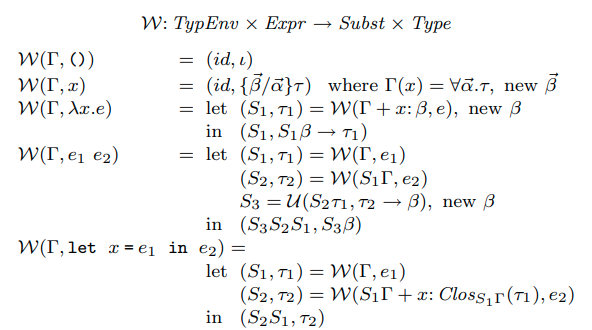 𝒲: TypEnv × Expr → Subst × Type
𝒲(Γ, ()) = (id, ι)
𝒲(Γ, x) = (id, {β⃗/α⃗}τ) where Γ(x) = ∀α⃗.τ, new β⃗
𝒲(Γ, λx.e) = let (S₁, τ₁) = 𝒲(Γ + x: β, e), new β
in (S₁, S₁β → τ₁)
𝒲(Γ, e₁ e₂) = let (S₁, τ₁) = 𝒲(Γ, e₁)
(S₂, τ₂) = 𝒲(S₁Γ, e₂)
S₃ = 𝒰(S₂τ₁, τ₂ → β), new β
in (S₃S₂S₁, S₃β)
𝒲(Γ, let x = e₁ in e₂) =
let (S₁, τ₁) = 𝒲(Γ, e₁)
(S₂, τ₂) = 𝒲(S₁Γ + x: Clos_{S₁Γ}(τ₁), e₂)
in (S₂S₁, τ₂)